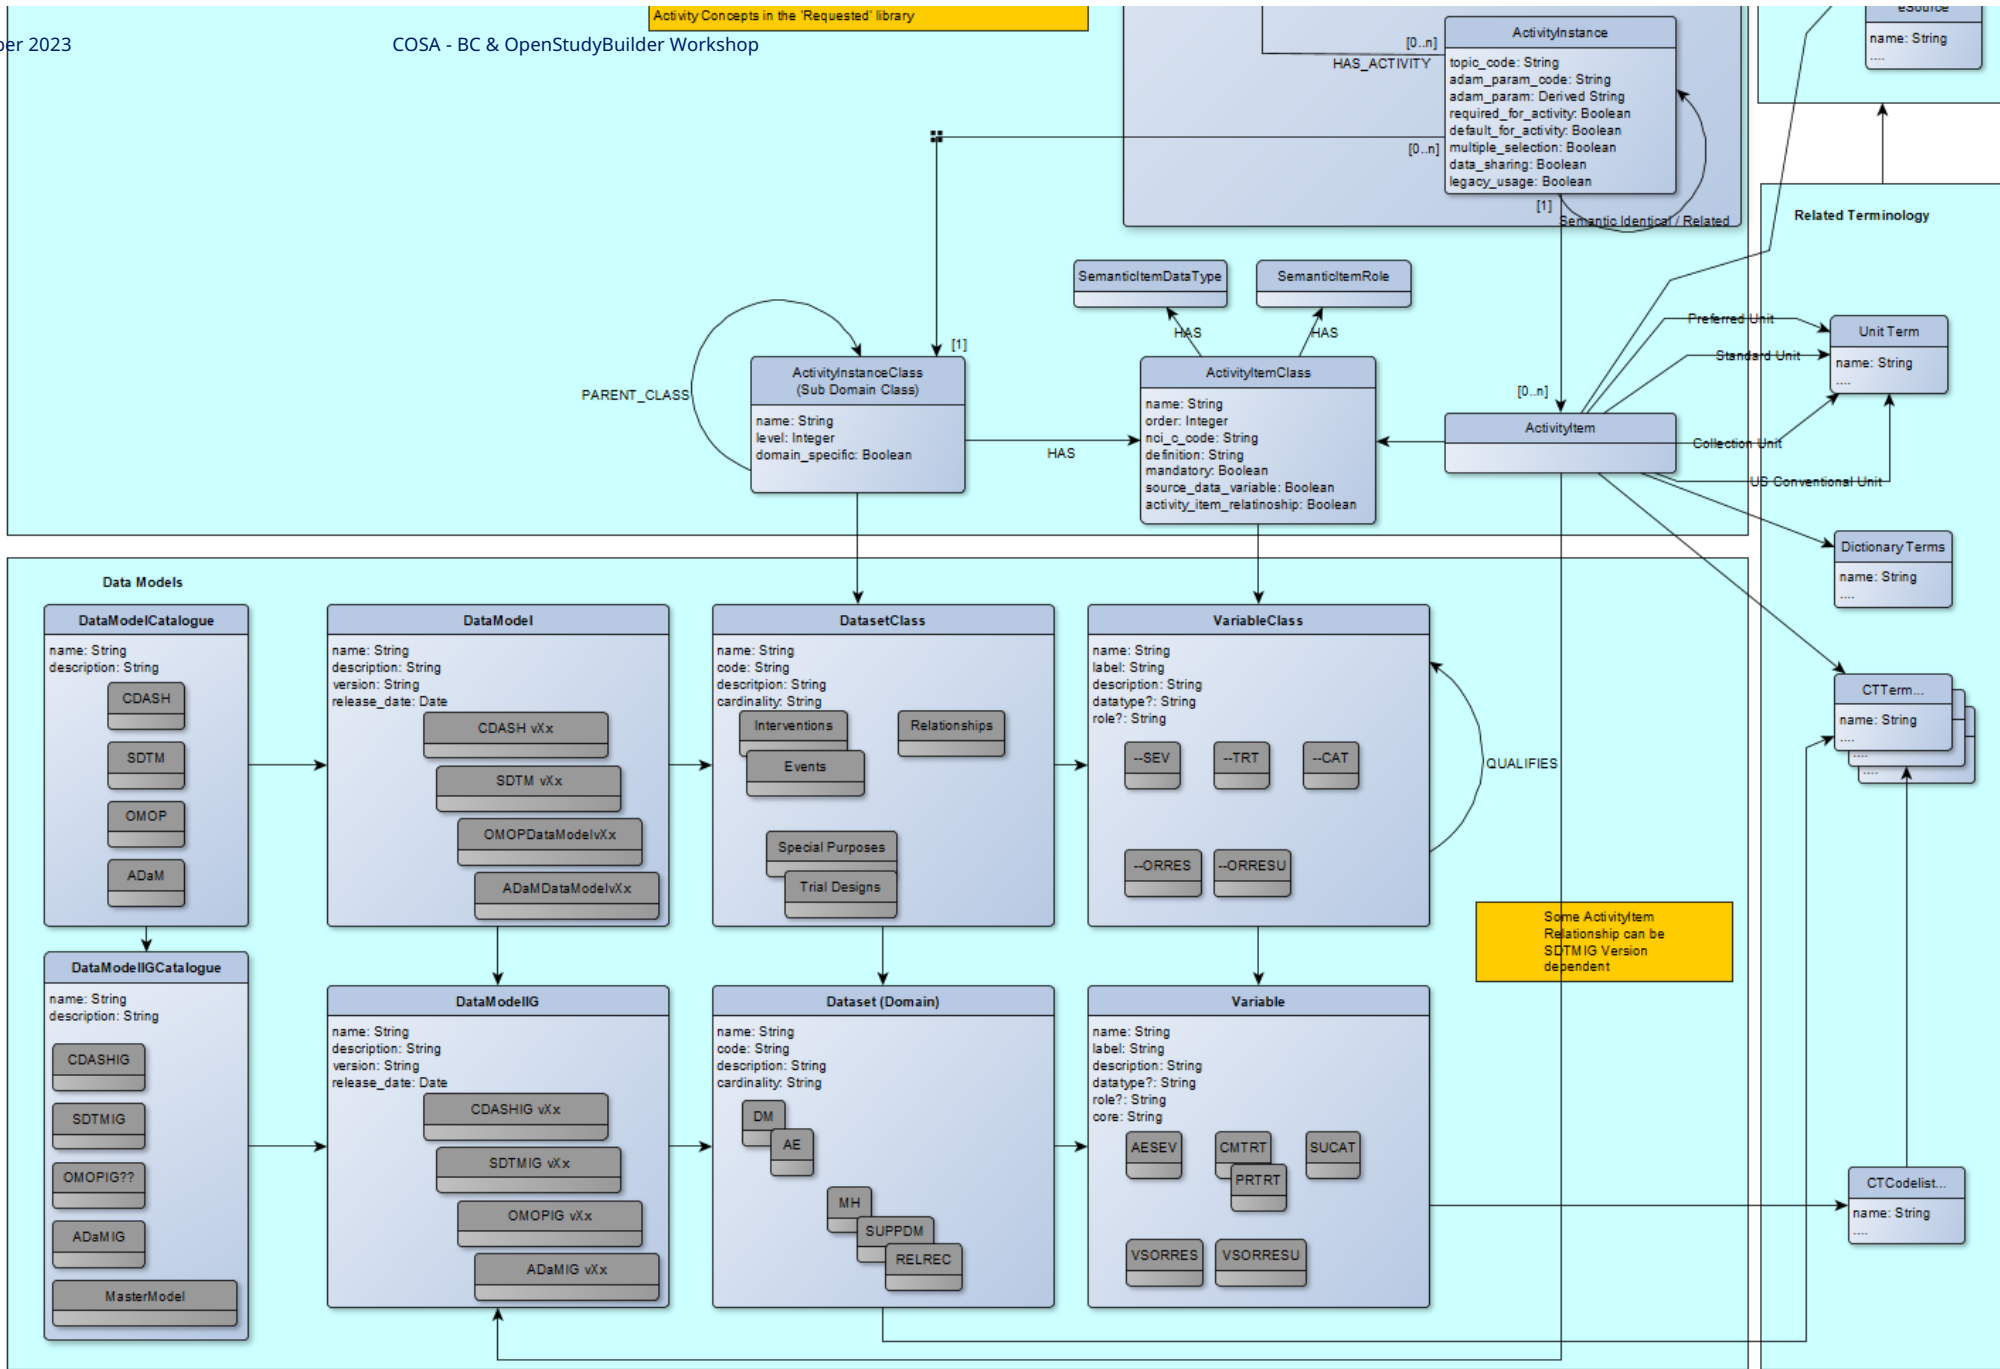 Activity Concepts in the 'Requested' library
ber 2023
COSA - BC & OpenStudyBuilder Workshop
eSource
name: String
....
ActivityInstance
topic_code: String
adam_param_code: String
adam_param: Derived String
required_for_activity: Boolean
default_for_activity: Boolean
multiple_selection: Boolean
data_sharing: Boolean
legacy_usage: Boolean
[0..n]
HAS_ACTIVITY
[0..n]
[1]
Semantic Identical / Related
Related Terminology
SemanticItemDataType
SemanticItemRole
HAS
HAS
Preferred Unit
Standard Unit
Collection Unit
US Conventional Unit
Unit Term
name: String
....
[1]
PARENT_CLASS
ActivityInstanceClass
(Sub Domain Class)
name: String
level: Integer
domain_specific: Boolean
HAS
ActivityItemClass
name: String
order: Integer
nci_c_code: String
definition: String
mandatory: Boolean
source_data_variable: Boolean
activity_item_relatinoship: Boolean
[0..n]
ActivityItem
Dictionary Terms
name: String
....
Data Models
DataModelCatalogue
name: String
description: String
CDASH
SDTM
OMOP
ADaM
DataModel
name: String
description: String
version: String
release_date: Date
CDASH vXx
SDTM vXx
OMOPDataModelvXx
ADaMDataModelvXx
DatasetClass
name: String
code: String
descritpion: String
cardinality: String
Interventions
Relationships
Events
Special Purposes
Trial Designs
VariableClass
name: String
label: String
description: String
datatype?: String
role?: String
--SEV
--TRT
--CAT
--ORRES
--ORRESU
QUALIFIES
CTTerm...
name: String
....
....
....
Some ActivityItem
Relationship can be
SDTMIG Version
dependent
DataModelIGCatalogue
name: String
description: String
CDASHIG
SDTMIG
OMOPIG??
ADaMIG
MasterModel
DataModelIG
name: String
description: String
version: String
release_date: Date
CDASHIG vXx
SDTMIG vXx
OMOPIG vXx
ADaMIG vXx
Dataset (Domain)
name: String
code: String
description: String
cardinality: String
DM
AE
MH
SUPPDM
RELREC
Variable
name: String
label: String
description: String
datatype?: String
role?: String
core: String
AESEV
CMTRT
SUCAT
PRTRT
VSORRES
VSORRESU
CTCodelist...
name: String
....